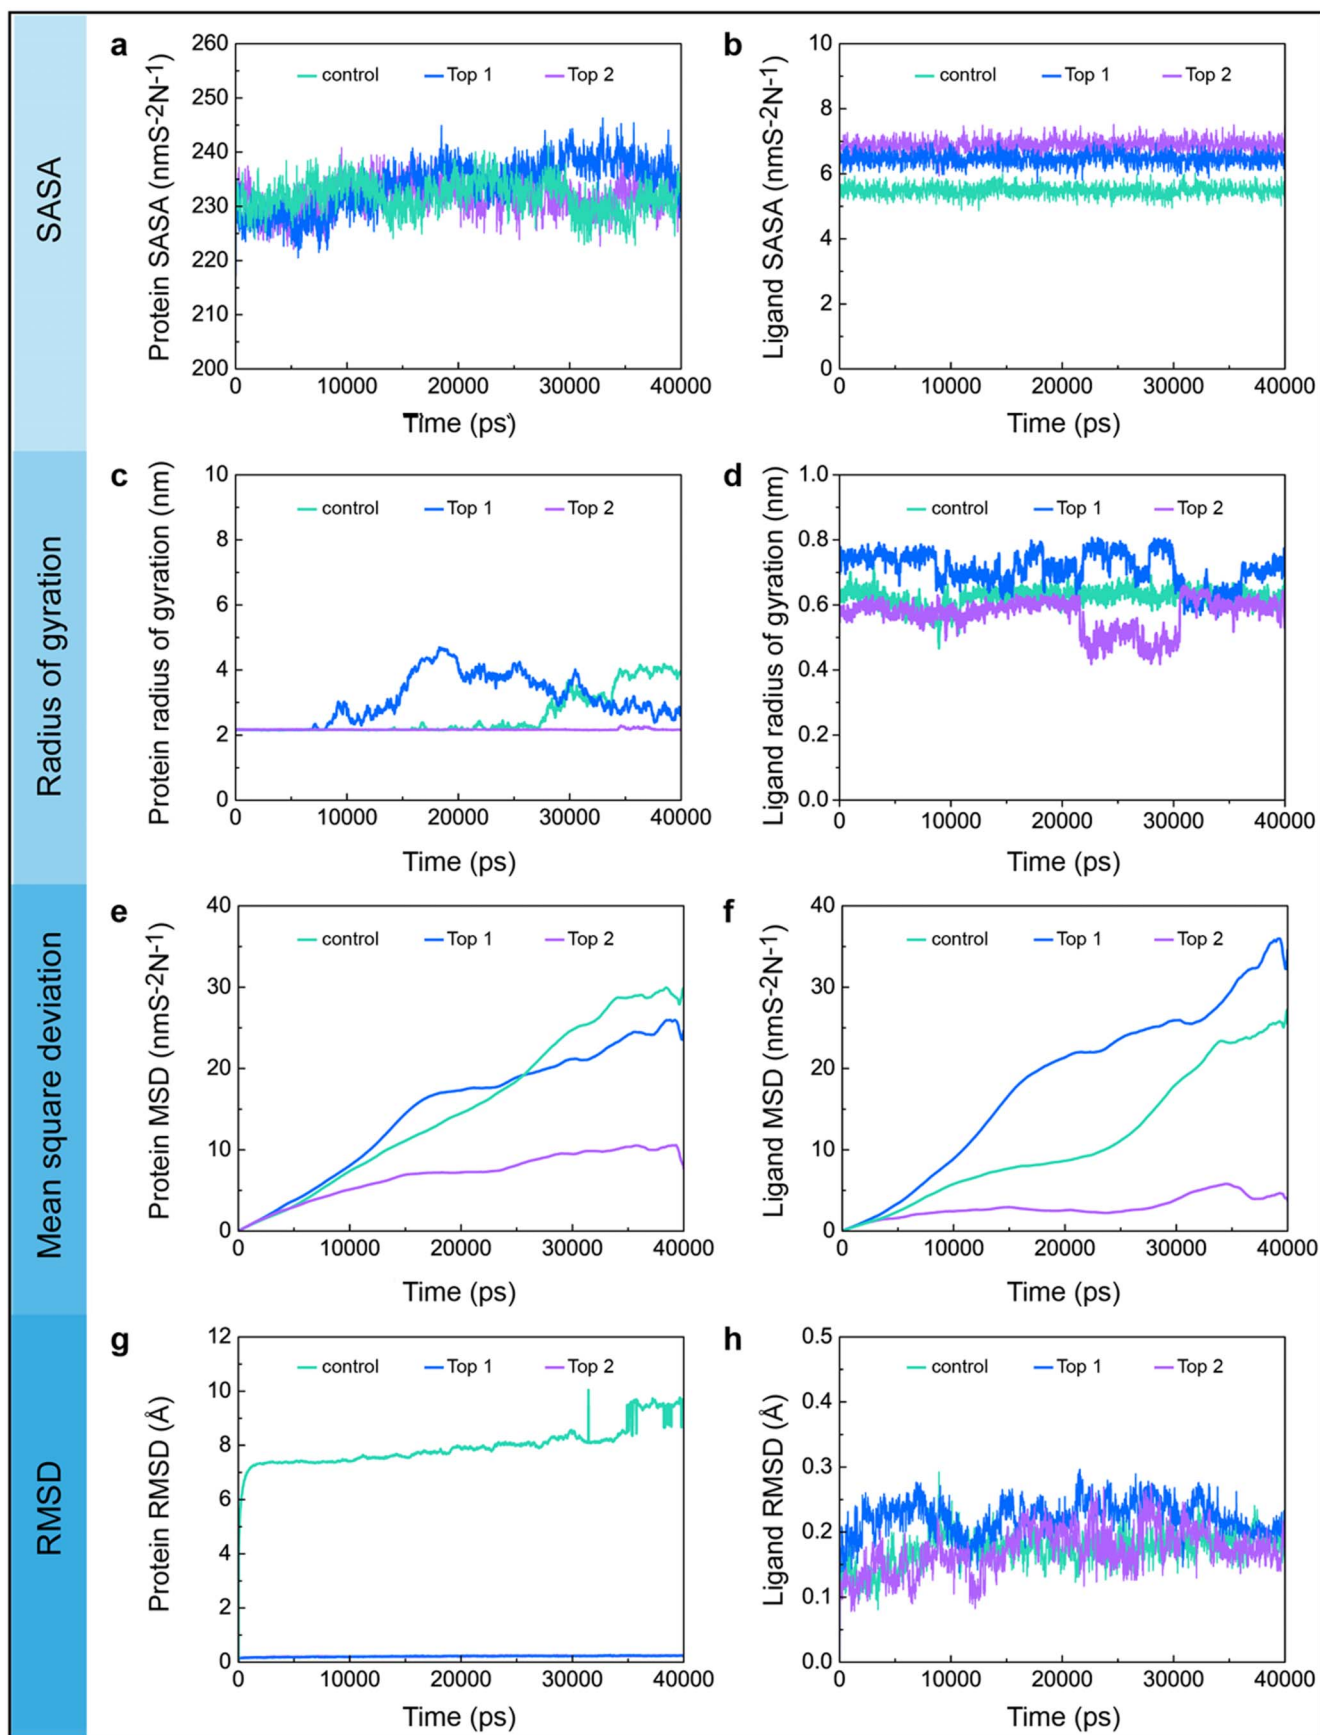 SASA
a
Protein SASA (nmS-2N-1)
260
250
240
230
220
210
200
control Top 1 Top 2
0 10000 20000 30000 40000
Time (ps)
b
Ligand SASA (nmS-2N-1)
10
8
6
4
2
0
control Top 1 Top 2
0 10000 20000 30000 40000
Time (ps)
Radius of gyration
c
Protein radius of gyration (nm)
10
8
6
4
2
0
control Top 1 Top 2
0 10000 20000 30000 40000
Time (ps)
d
Ligand radius of gyration (nm)
1.0
0.8
0.6
0.4
0.2
0.0
control Top 1 Top 2
0 10000 20000 30000 40000
Time (ps)
Mean square deviation
e
Protein MSD (nmS-2N-1)
40
30
20
10
0
control Top 1 Top 2
0 10000 20000 30000 40000
Time (ps)
f
Ligand MSD (nmS-2N-1)
40
30
20
10
0
control Top 1 Top 2
0 10000 20000 30000 40000
Time (ps)
RMSD
g
Protein RMSD (Å)
12
10
8
6
4
2
0
control Top 1 Top 2
0 10000 20000 30000 40000
Time (ps)
h
Ligand RMSD (Å)
0.5
0.4
0.3
0.2
0.1
0.0
control Top 1 Top 2
0 10000 20000 30000 40000
Time (ps)